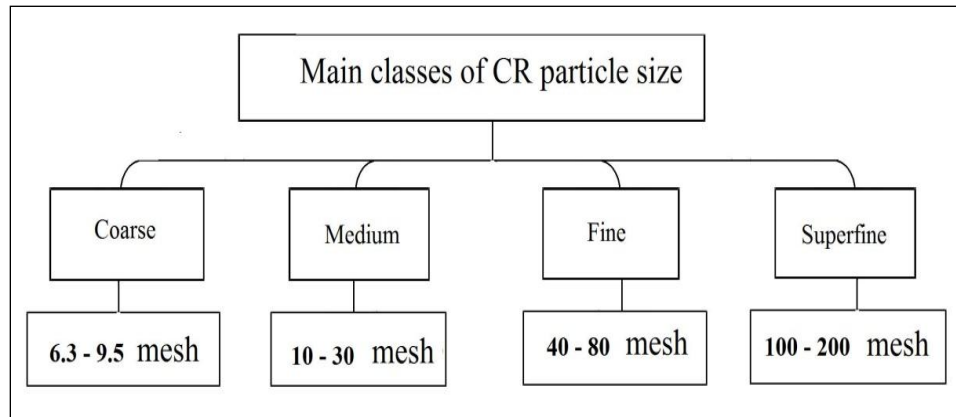 Main classes of CR particle size
Coarse
Medium
Fine
Superfine
6.3 - 9.5 mesh
10 - 30 mesh
40 - 80 mesh
100 - 200 mesh